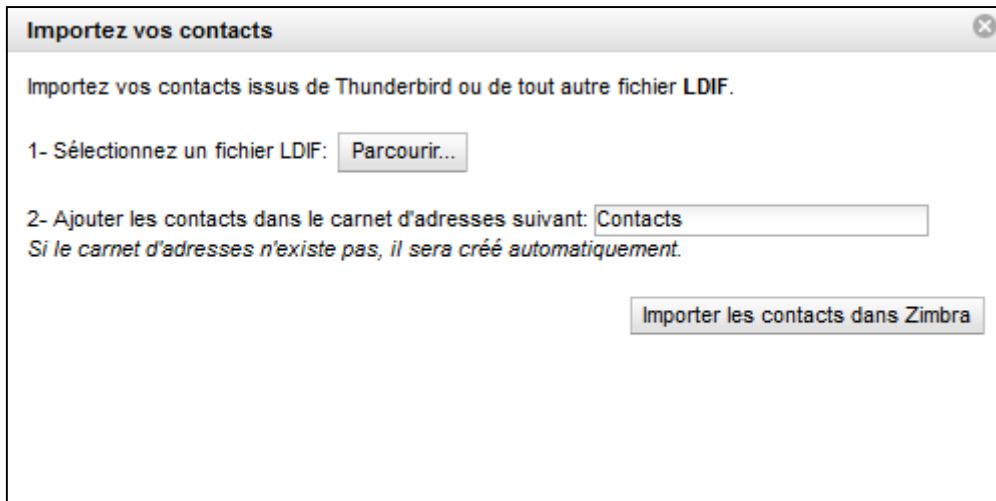 Importez vos contacts
Importez vos contacts issus de Thunderbird ou de tout autre fichier LDIF.
1- Sélectionnez un fichier LDIF: Parcourir...
2- Ajouter les contacts dans le carnet d'adresses suivant: Contacts
Si le carnet d'adresses n'existe pas, il sera créé automatiquement.
Importer les contacts dans Zimbra